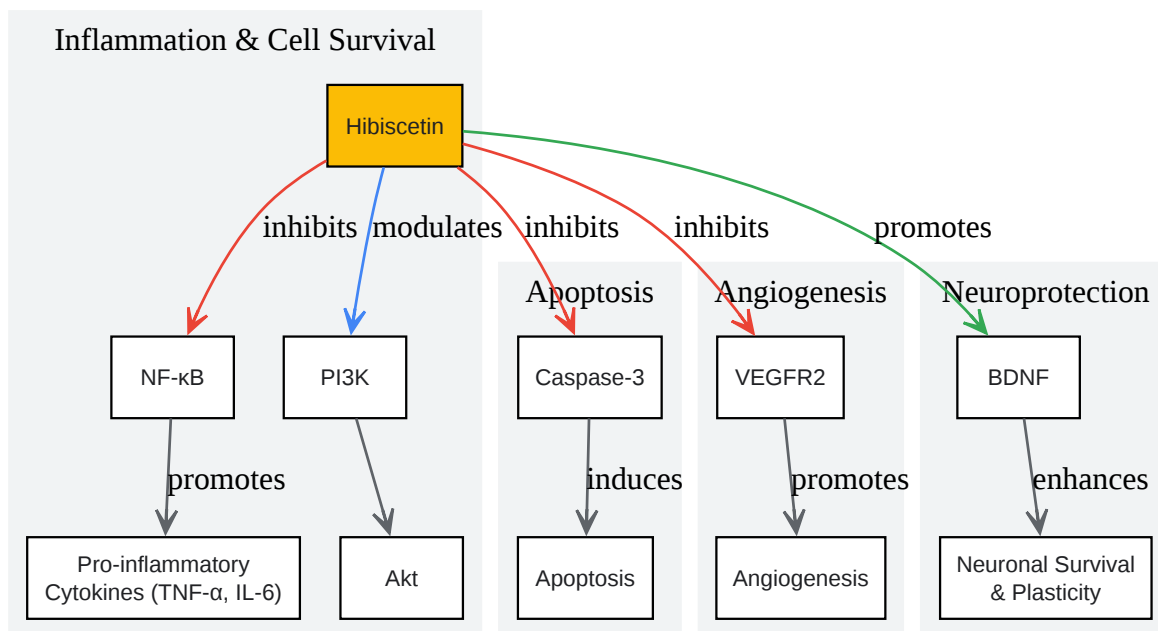 Inflammation & Cell Survival
Hibiscetin
inhibits
modulates
inhibits
inhibits
promotes
Apoptosis
Angiogenesis
Neuroprotection
NF-κB
PI3K
Caspase-3
VEGFR2
BDNF
promotes
induces
promotes
enhances
Pro-inflammatory
Cytokines (TNF-α, IL-6)
Akt
Apoptosis
Angiogenesis
Neuronal Survival
& Plasticity